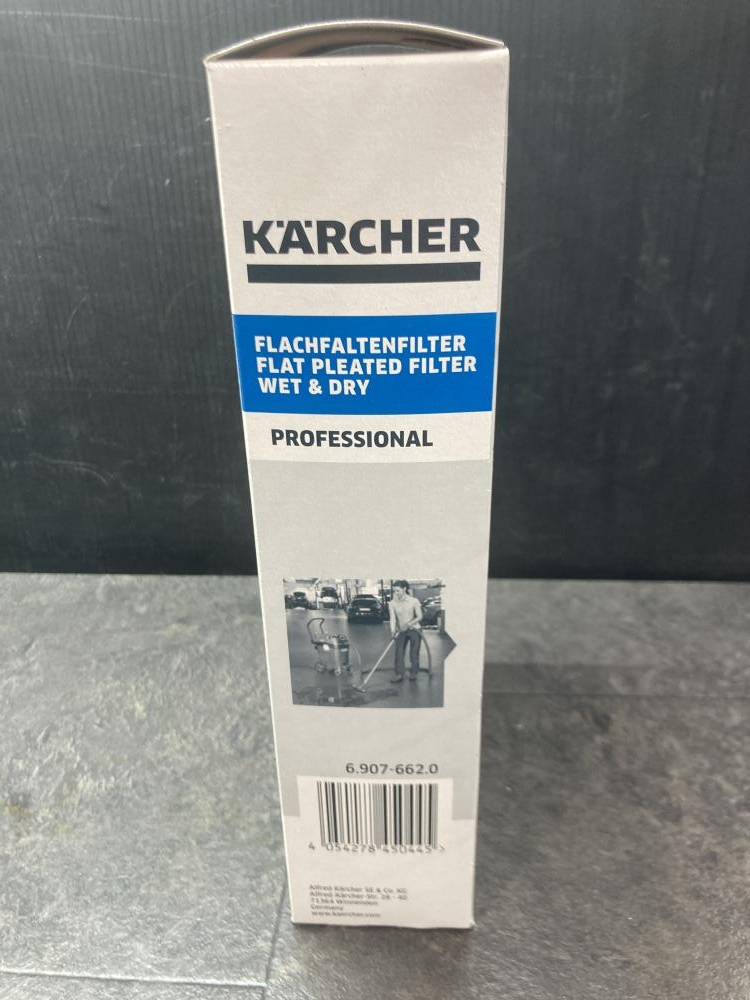 KÄRCHER
FLACHFALTENFILTER
FLAT PLEATED FILTER
WET & DRY
PROFESSIONAL
6.907-662.0
4 054278 450445 >
Alfred Kärcher SE & Co. KG
Alfred-Kärcher-Str. 28 - 40
71364 Winnenden
Germany
www.kaercher.com